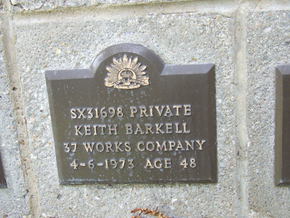 SX31698 PRIVATE
KEITH BARKELL
37 WORKS COMPANY
4-6-1973 AGE 48